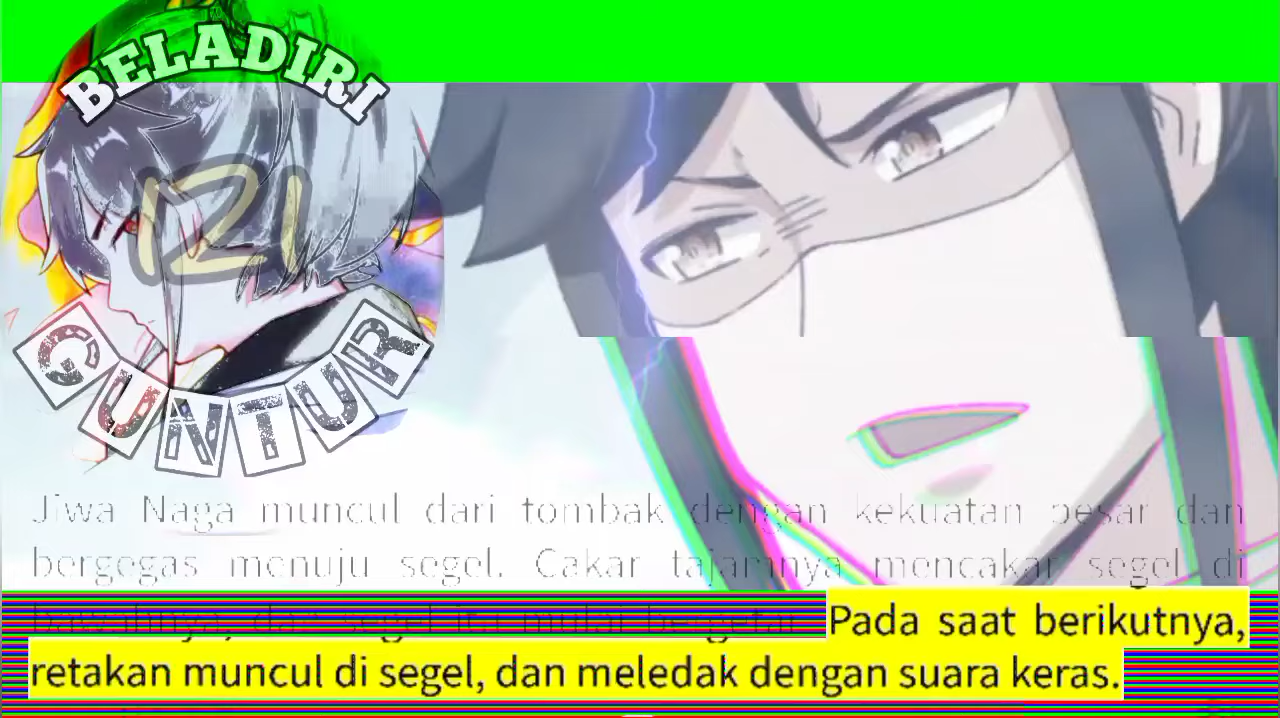 BELADIRI
121
GUNTUR
Jiwa Naga muncul dari tombak dengan kekuatan besar dan
bergegas menuju segel. Cakar tajamnya mencakar segel di
bawahnya, dan segel itu mulai bergetar. Pada saat berikutnya,
retakan muncul di segel, dan meledak dengan suara keras.